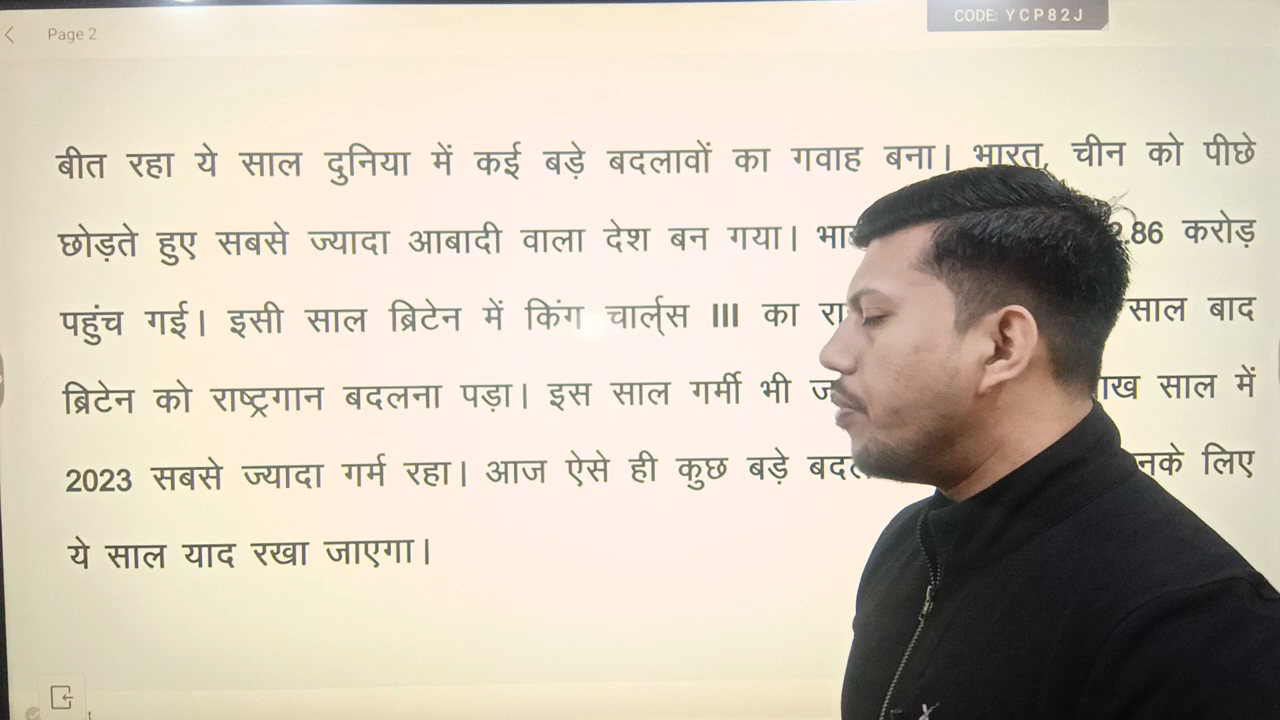 Page 2
CODE: YCP82J
बीत रहा ये साल दुनिया में कई बड़े बदलावों का गवाह बना। भारत, चीन को पीछे
छोड़ते हुए सबसे ज्यादा आबादी वाला देश बन गया। .86 करोड़
पहुंच गई। इसी साल ब्रिटेन में किंग चार्ल्स III का साल बाद
ब्रिटेन को राष्ट्रगान बदलना पड़ा। इस साल गर्मी भी साल में
2023 सबसे ज्यादा गर्म रहा। आज ऐसे ही कुछ बड़े लिए
ये साल याद रखा जाएगा।